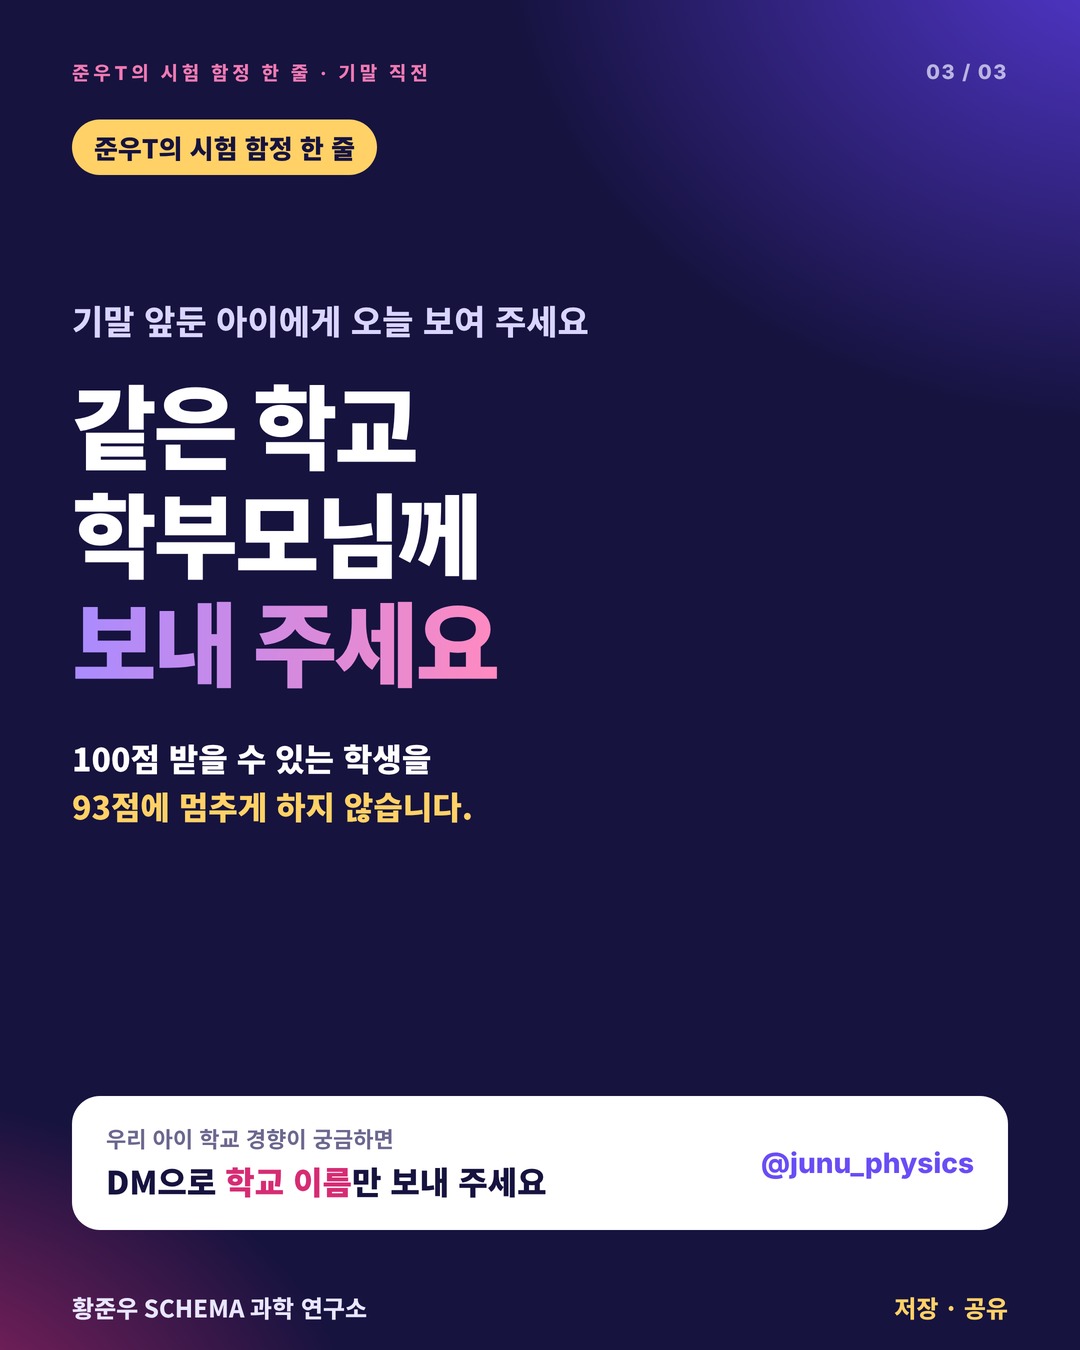 준우T의 시험 함정 한 줄 · 기말 직전
03 / 03
준우T의 시험 함정 한 줄
기말 앞둔 아이에게 오늘 보여 주세요
같은 학교
학부모님께
보내 주세요
100점 받을 수 있는 학생을
93점에 멈추게 하지 않습니다.
우리 아이 학교 경향이 궁금하면
DM으로 학교 이름만 보내 주세요
@junu_physics
황준우 SCHEMA 과학 연구소
저장 · 공유